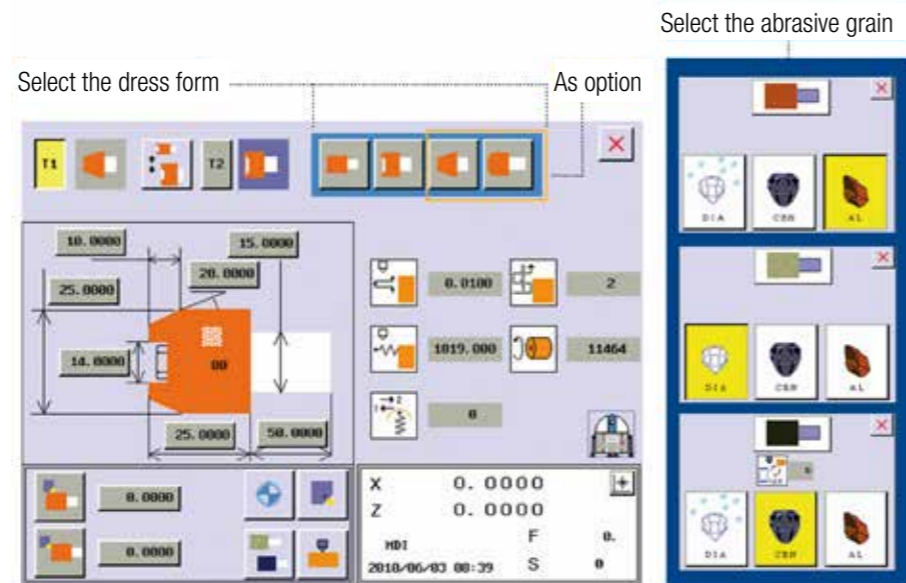 Select the abrasive grain
Select the dress form
As option
T1
T2
10.0000
15.0000
20.0000
25.0000
14.0000
00
25.0000
50.0000
0.0100
2
1019.000
11464
0
0.0000
0.0000
X 0.0000
Z 0.0000
MDI
F 0.
2010/06/03 08:39
S 0
DIA
CBN
AL
DIA
CBN
AL
DIA
CBN
AL